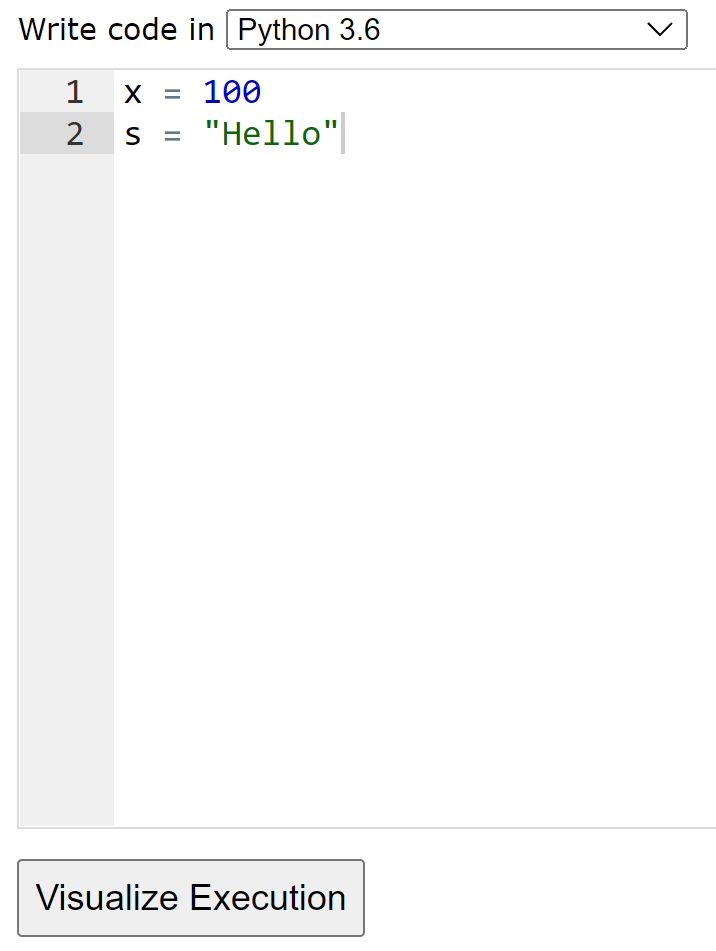 Write code in Python 3.6
1 x = 100
2 s = "Hello"
Visualize Execution